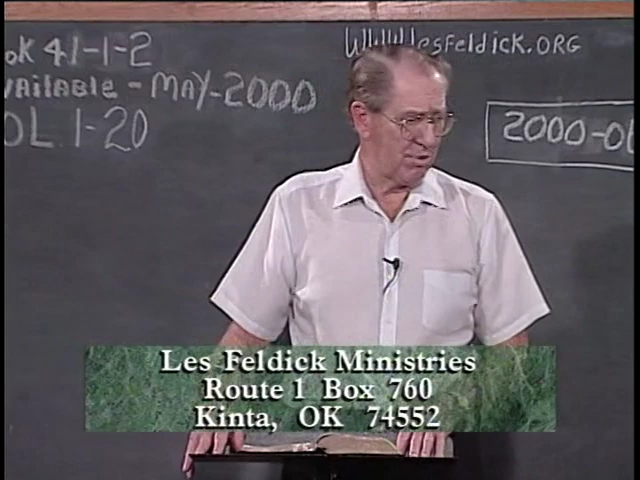 ok 41-1-2
WWW.lesfeldick.ORG
vailable - MAY-2000
OL 1-20
2000-OL
Les Feldick Ministries
Route 1 Box 760
Kinta, OK 74552